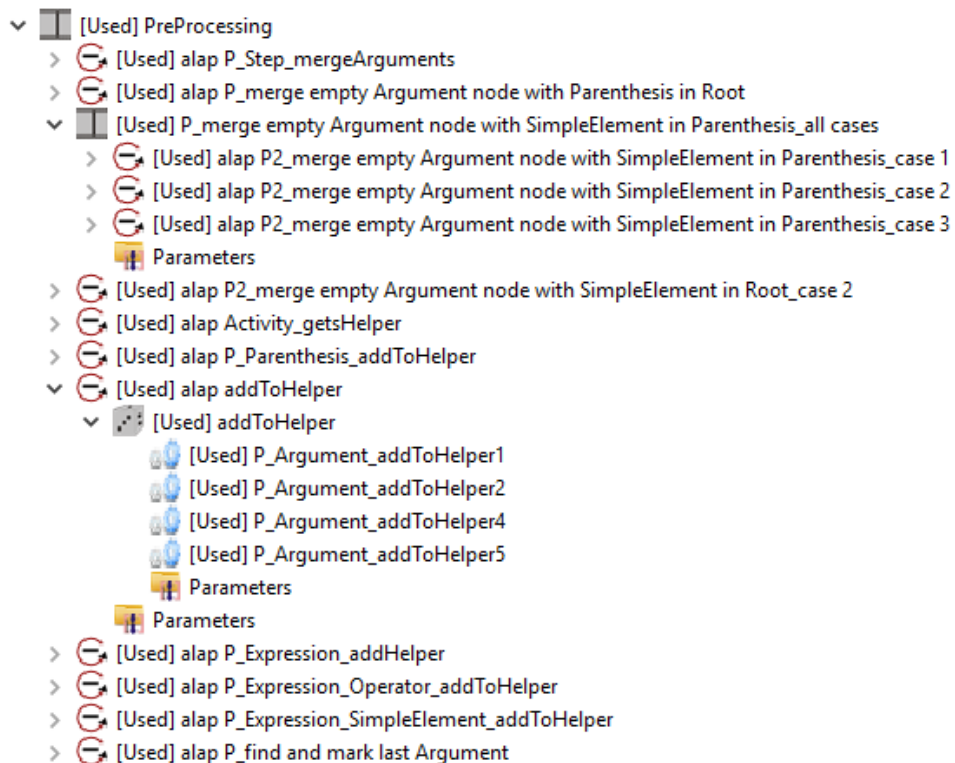 [Used] PreProcessing
[Used] alap P_Step_mergeArguments
[Used] alap P_merge empty Argument node with Parenthesis in Root
[Used] P_merge empty Argument node with SimpleElement in Parenthesis_all cases
[Used] alap P2_merge empty Argument node with SimpleElement in Parenthesis_case 1
[Used] alap P2_merge empty Argument node with SimpleElement in Parenthesis_case 2
[Used] alap P2_merge empty Argument node with SimpleElement in Parenthesis_case 3
Parameters
[Used] alap P2_merge empty Argument node with SimpleElement in Root_case 2
[Used] alap Activity_getsHelper
[Used] alap P_Parenthesis_addToHelper
[Used] alap addToHelper
[Used] addToHelper
[Used] P_Argument_addToHelper1
[Used] P_Argument_addToHelper2
[Used] P_Argument_addToHelper4
[Used] P_Argument_addToHelper5
Parameters
Parameters
[Used] alap P_Expression_addHelper
[Used] alap P_Expression_Operator_addToHelper
[Used] alap P_Expression_SimpleElement_addToHelper
[Used] alap P_find and mark last Argument